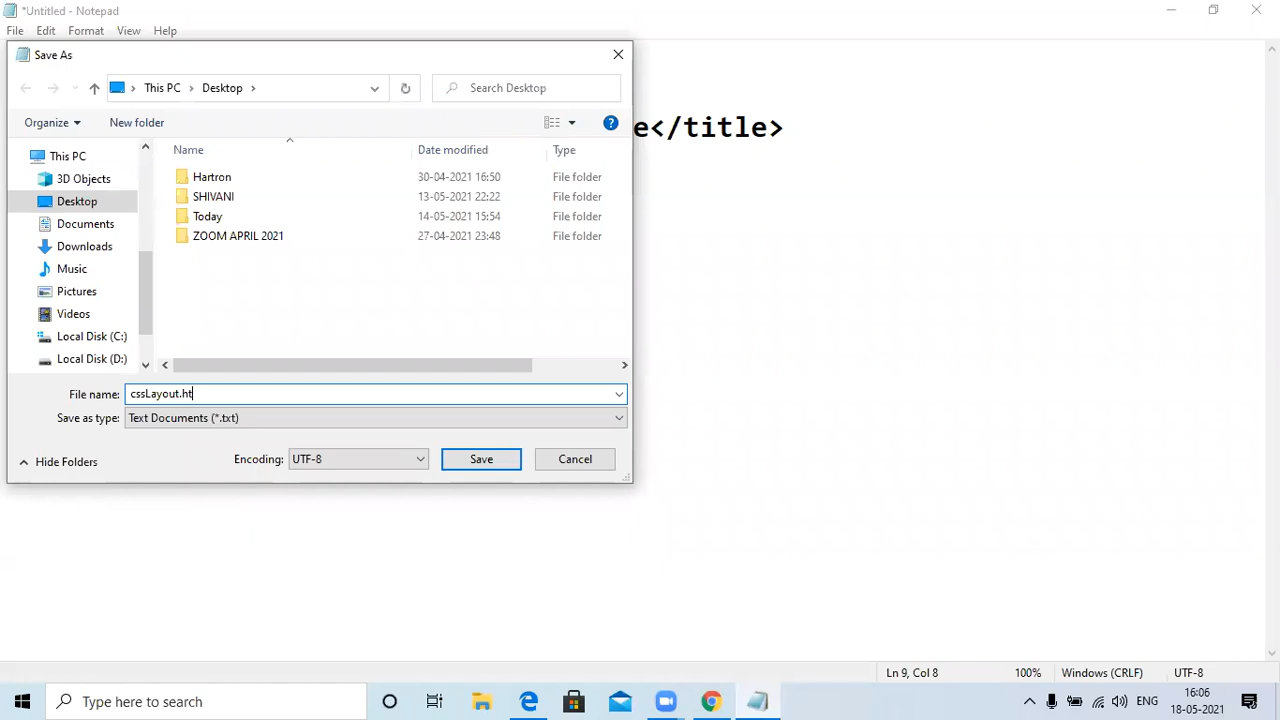 *Untitled - Notepad
File Edit Format View Help
Save As
This PC Desktop
Search Desktop
Organize New folder
e</title>
Name Date modified Type
This PC
3D Objects
Desktop
Documents
Downloads
Music
Pictures
Videos
Local Disk (C:)
Local Disk (D:)
Hartron 30-04-2021 16:50 File folder
SHIVANI 13-05-2021 22:22 File folder
Today 14-05-2021 15:54 File folder
ZOOM APRIL 2021 27-04-2021 23:48 File folder
File name: cssLayout.ht
Save as type: Text Documents (*.txt)
Hide Folders Encoding: UTF-8 Save Cancel
Ln 9, Col 8 100% Windows (CRLF) UTF-8
Type here to search
ENG
16:06
18-05-2021